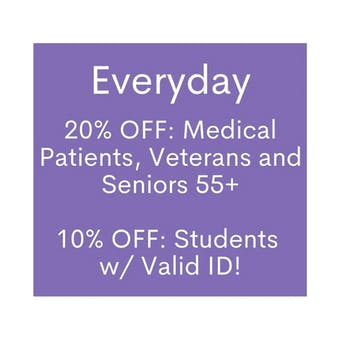 Everyday
20% OFF: Medical
Patients, Veterans and
Seniors 55+
10% OFF: Students
w/ Valid ID!